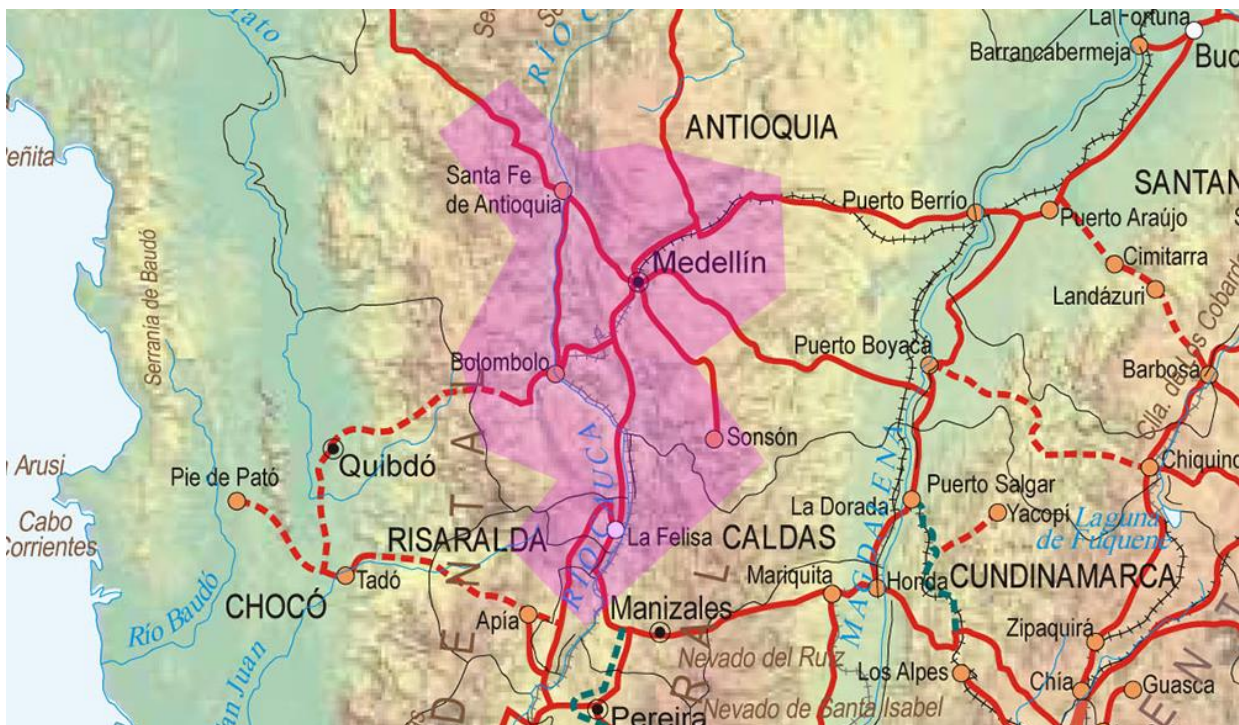 La Fortuna
Barrancabermeja
ANTIOQUIA
Santa Fe
de Antioquia
Puerto Berrío
SANTAN
Puerto Araújo
Cimitarra
Medellín
Landázuri
Serranía de Baudó
Puerto Boyacá
Bolombolo
Barbosa
Sonsón
Quibdó
Chiquinq
Arusi
Pie de Pató
RÍO CAUCA
MAGDALENA
La Dorada
Puerto Salgar
Yacopí
Laguna
de Fuquene
Cabo
Corrientes
RISARALDA
La Felisa
CALDAS
Tadó
Mariquita
Honda
CUNDINAMARCA
CHOCÓ
Río Baudó
Apía
Manizales
Zipaquirá
Nevado del Ruiz
Los Alpes
Chía
Guasca
an Juan
Pereira
Nevado de Santa Isabel